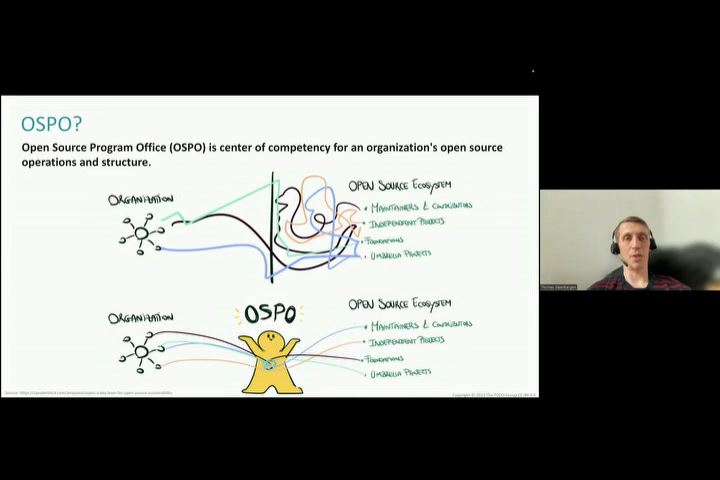 OSPO?
Open Source Program Office (OSPO) is center of competency for an organization's open source
operations and structure.
ORGANIZATION
OPEN SOURCE ECOSYSTEM
• MAINTAINERS & CONTRIBUTORS
• INDEPENDENT PROJECTS
• FOUNDATIONS
• UMBRELLA PROJECTS
ORGANIZATION
OSPO
OPEN SOURCE ECOSYSTEM
• MAINTAINERS & CONTRIBUTORS
• INDEPENDENT PROJECTS
• FOUNDATIONS
• UMBRELLA PROJECTS